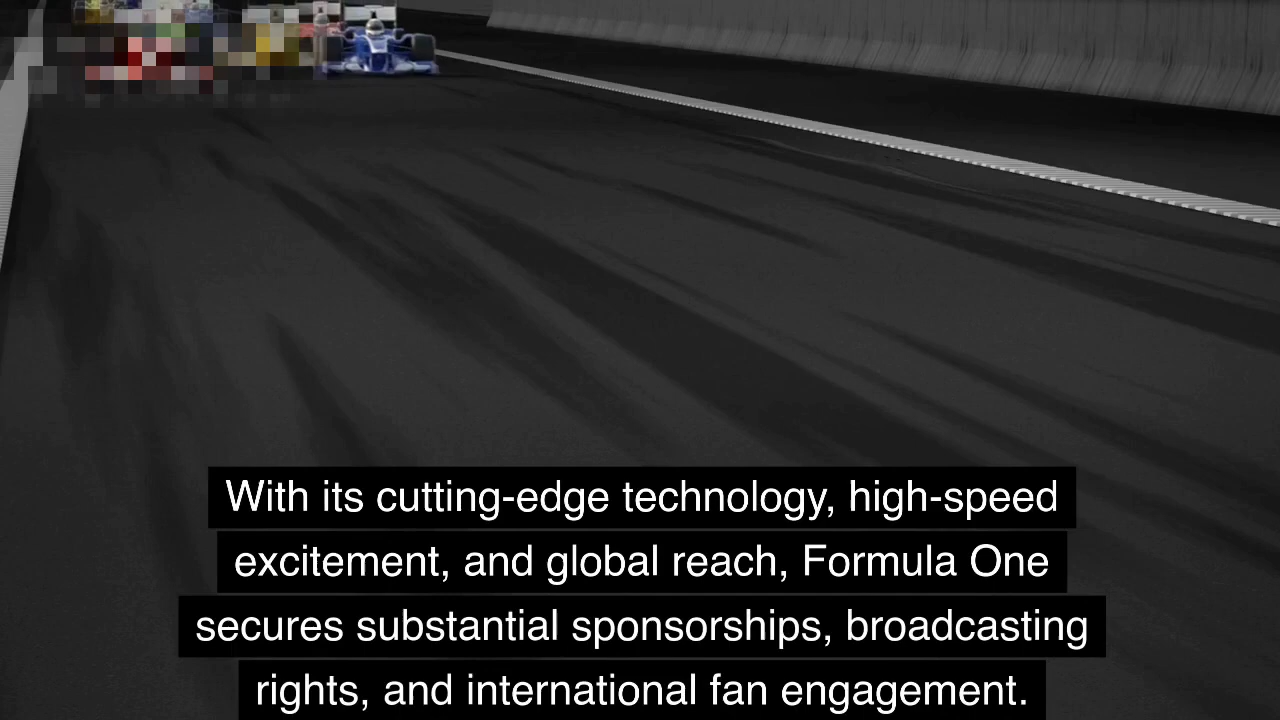 With its cutting-edge technology, high-speed
excitement, and global reach, Formula One
secures substantial sponsorships, broadcasting
rights, and international fan engagement.